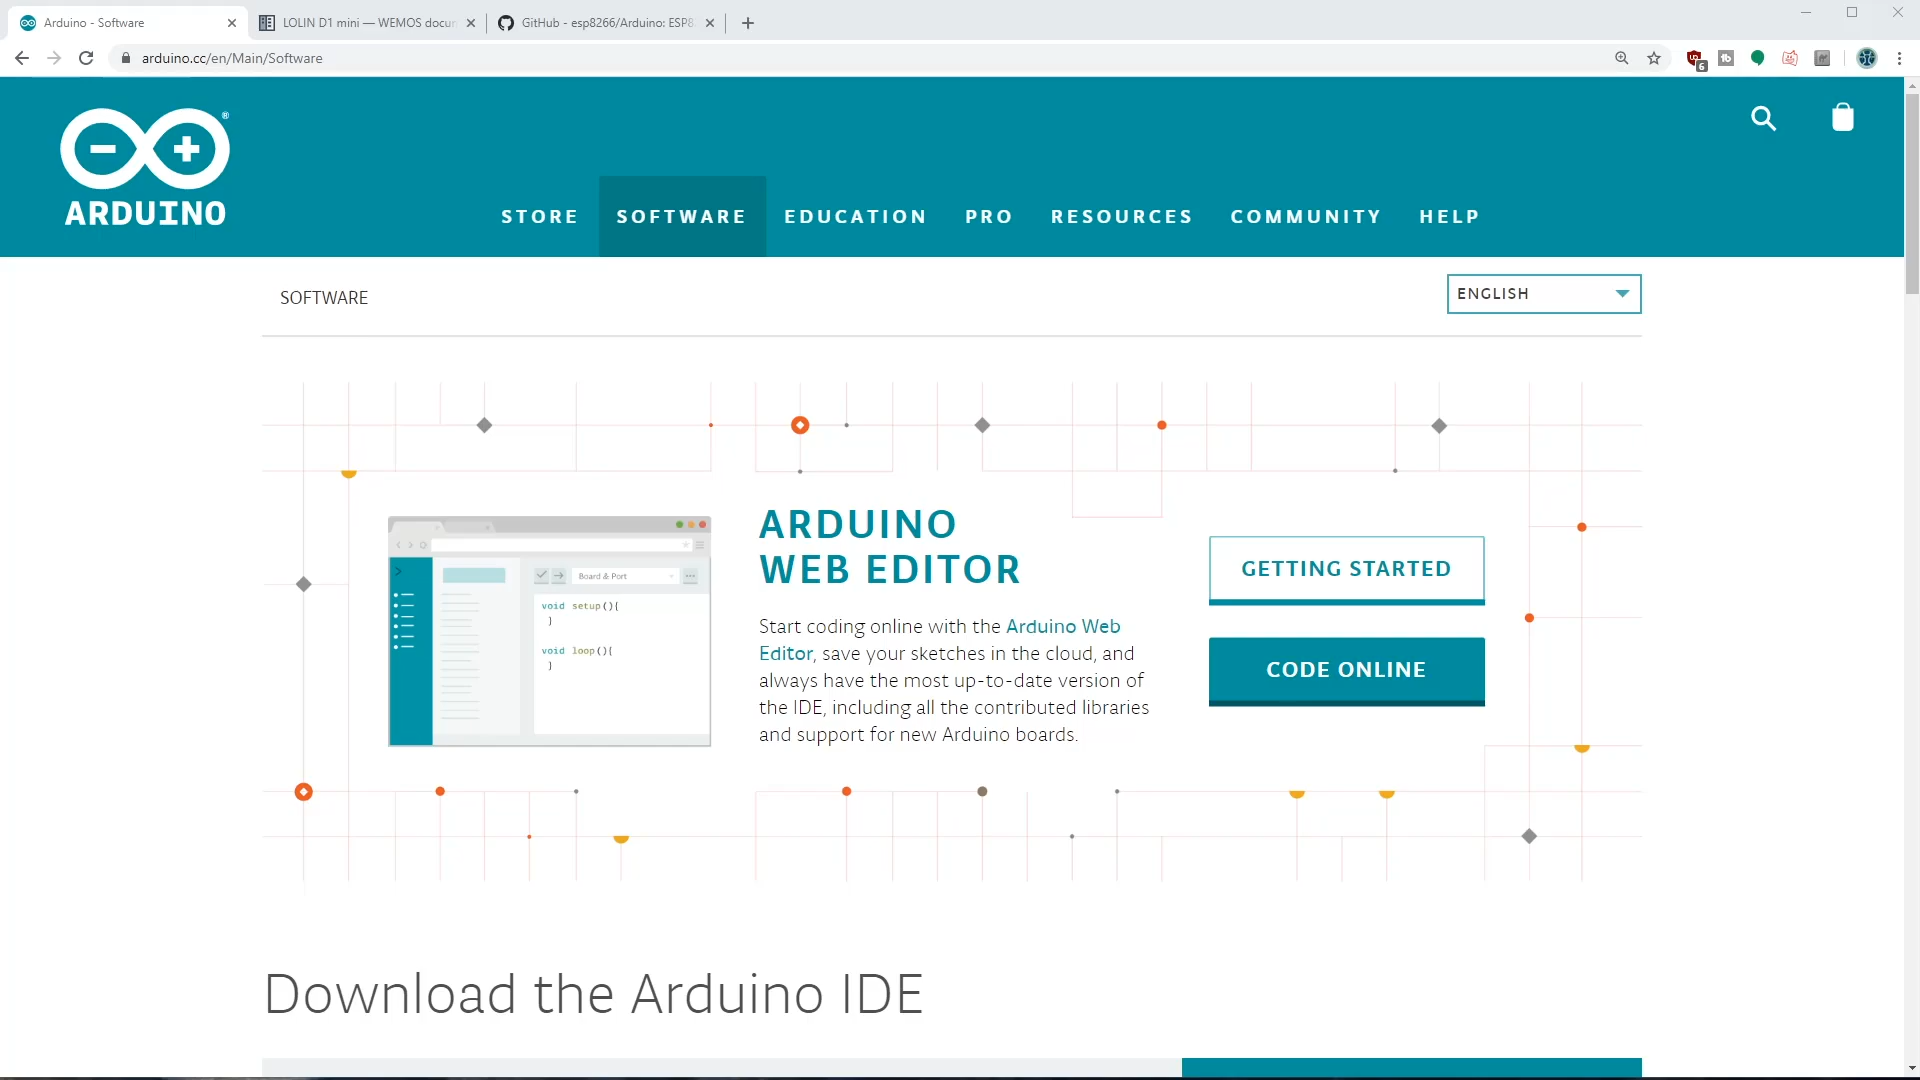 Arduino - Software
LOLIN D1 mini — WEMOS docun
GitHub - esp8266/Arduino: ESP8
arduino.cc/en/Main/Software
6
ARDUINO
STORE
SOFTWARE
EDUCATION
PRO
RESOURCES
COMMUNITY
HELP
SOFTWARE
ENGLISH
Board & Port
void setup(){
}
void loop(){
}
ARDUINO
WEB EDITOR
Start coding online with the Arduino Web
Editor, save your sketches in the cloud, and
always have the most up-to-date version of
the IDE, including all the contributed libraries
and support for new Arduino boards.
GETTING STARTED
CODE ONLINE
Download the Arduino IDE